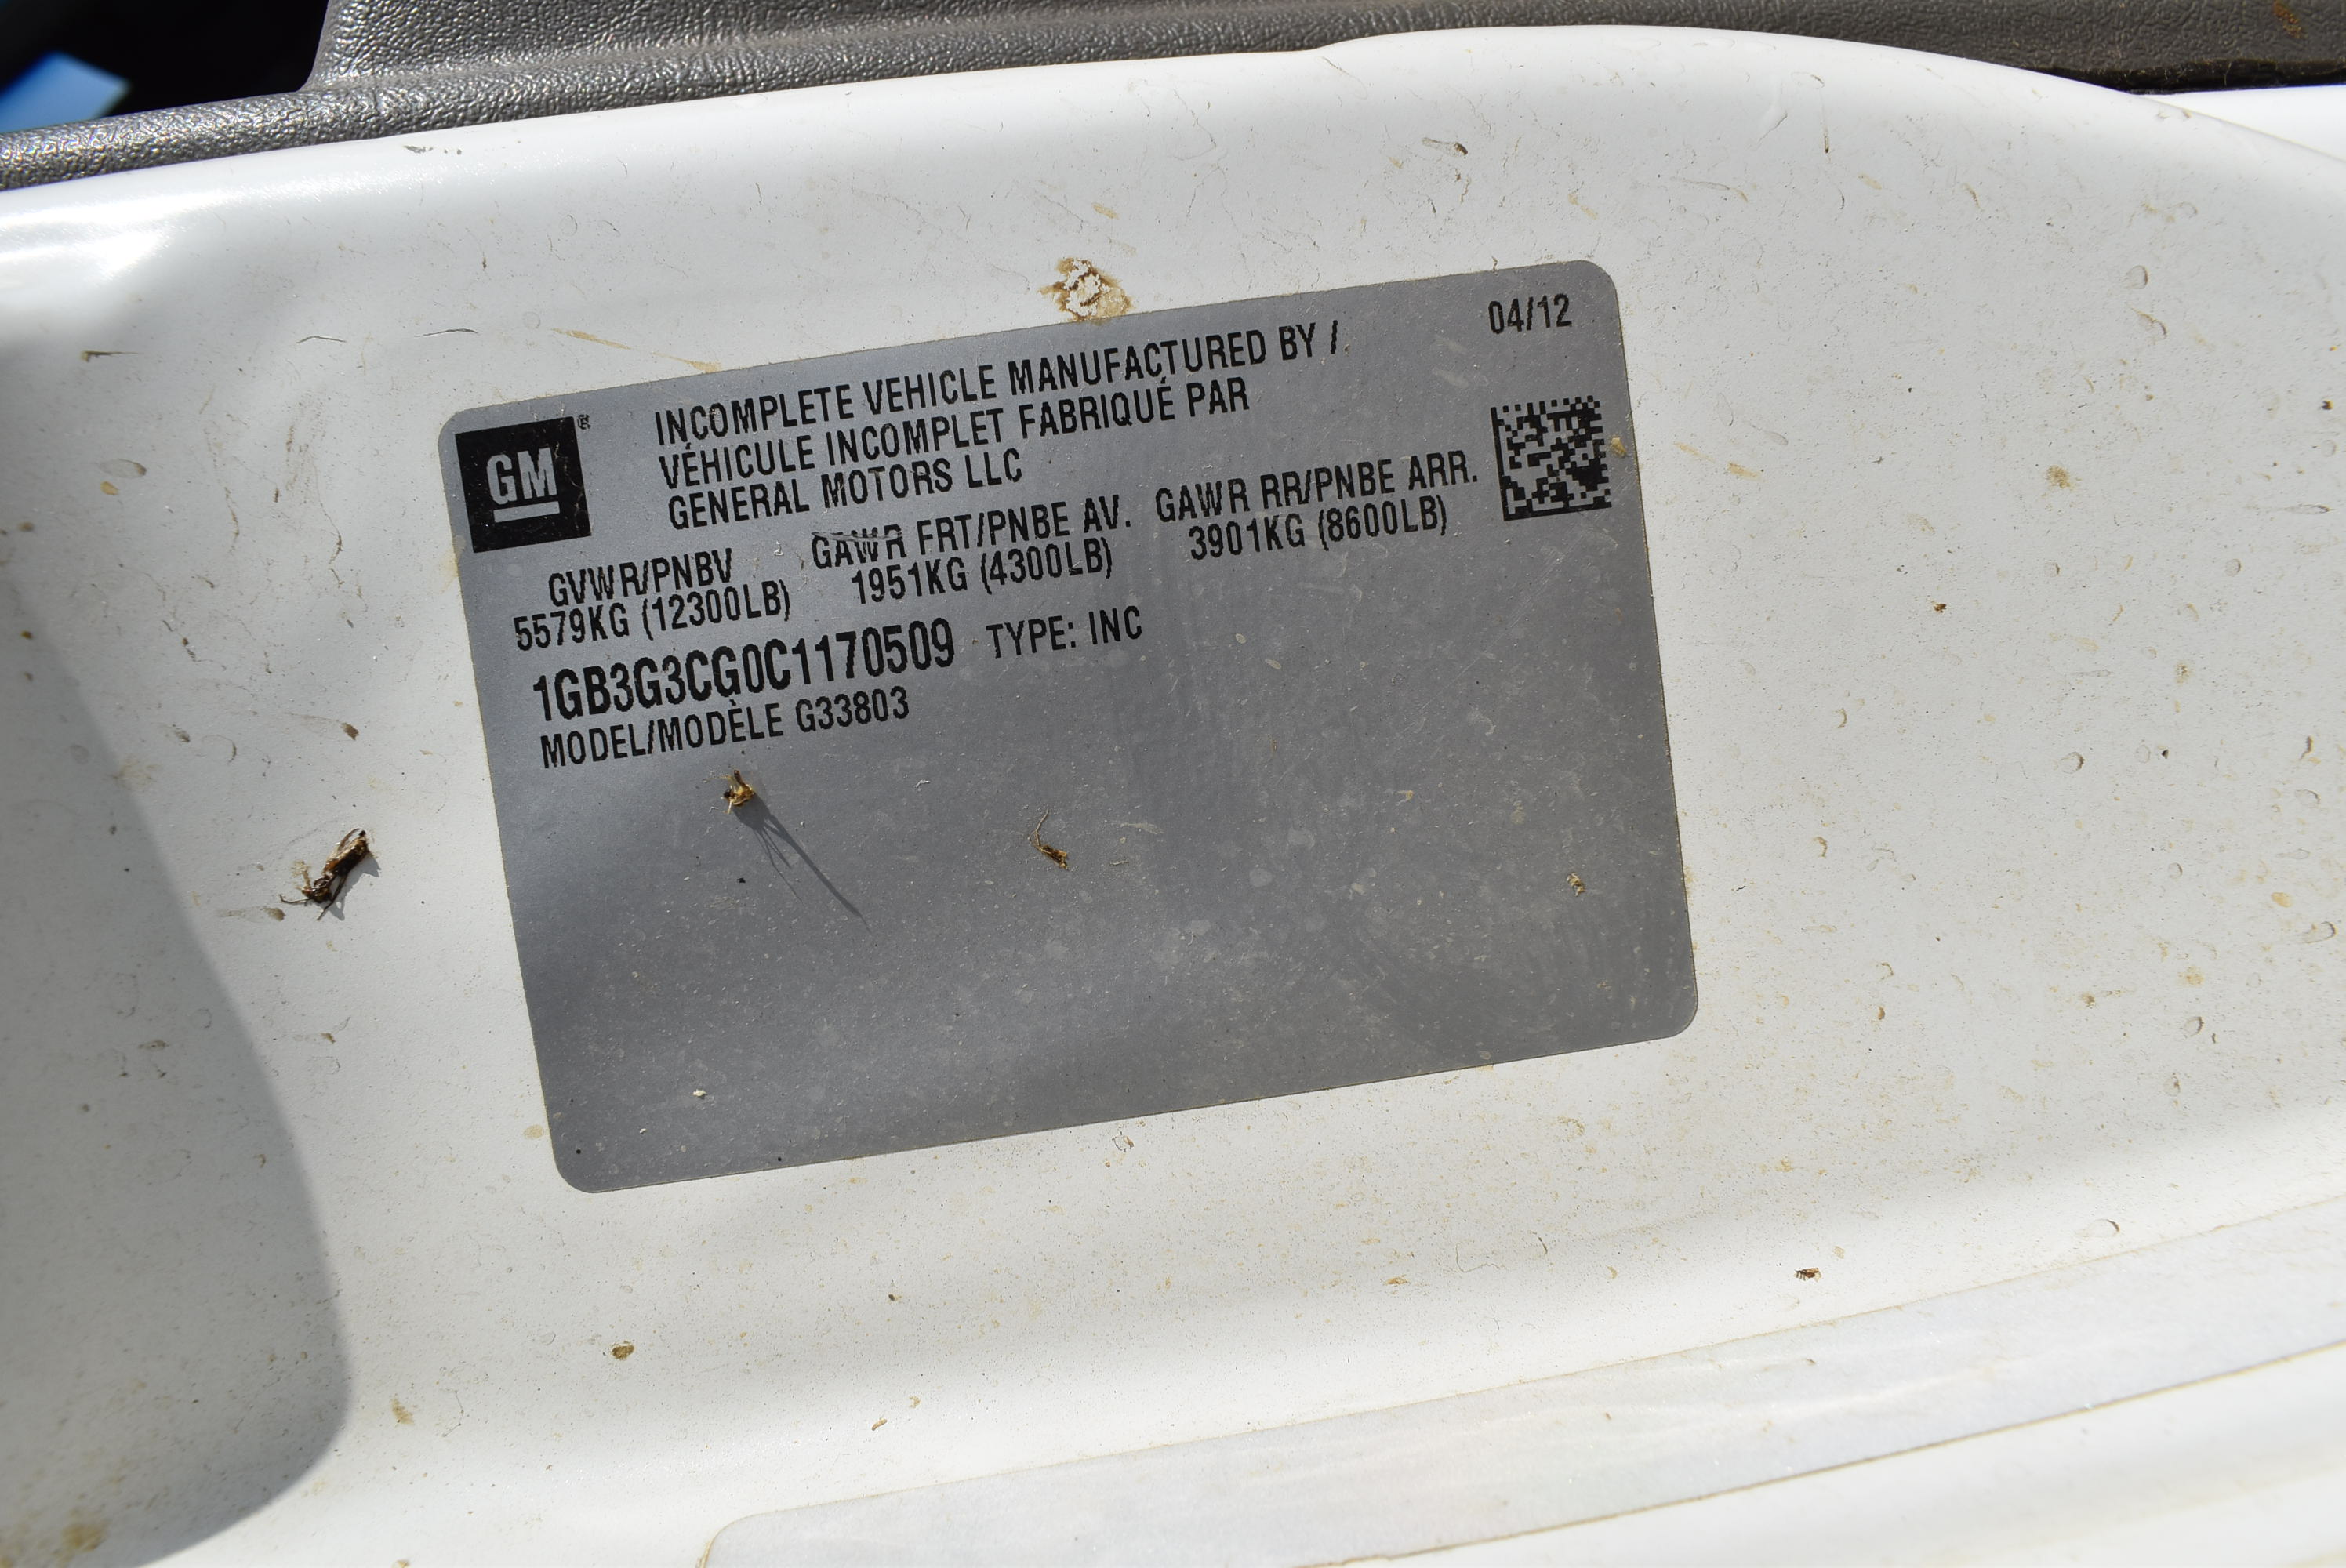 04/12
GM®
INCOMPLETE VEHICLE MANUFACTURED BY /
VÉHICULE INCOMPLET FABRIQUÉ PAR
GENERAL MOTORS LLC
GVWR/PNBV GAWR FRT/PNBE AV. GAWR RR/PNBE ARR.
5579KG (12300LB) 1951KG (4300LB) 3901KG (8600LB)
1GB3G3CG0C1170509 TYPE: INC
MODEL/MODÈLE G33803